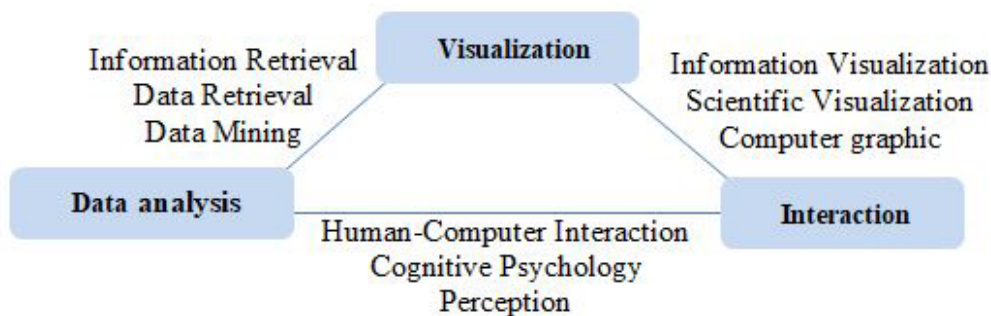 Visualization
Information Retrieval
Data Retrieval
Data Mining
Information Visualization
Scientific Visualization
Computer graphic
Data analysis
Interaction
Human-Computer Interaction
Cognitive Psychology
Perception